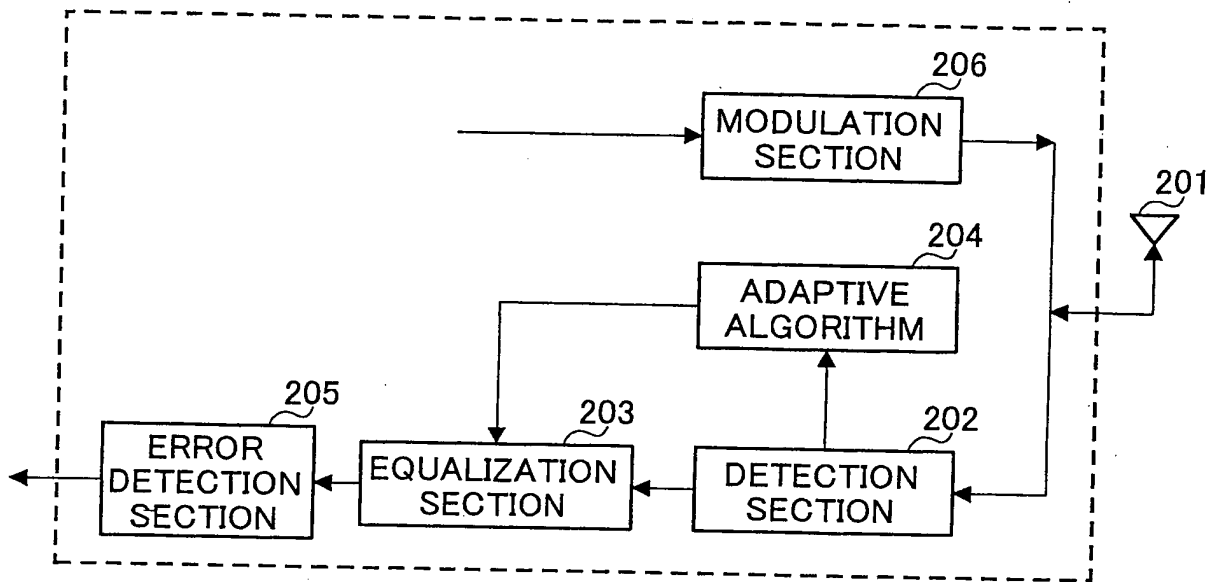 206
MODULATION
SECTION
201
204
ADAPTIVE
ALGORITHM
205
ERROR
DETECTION
SECTION
203
EQUALIZATION
SECTION
202
DETECTION
SECTION